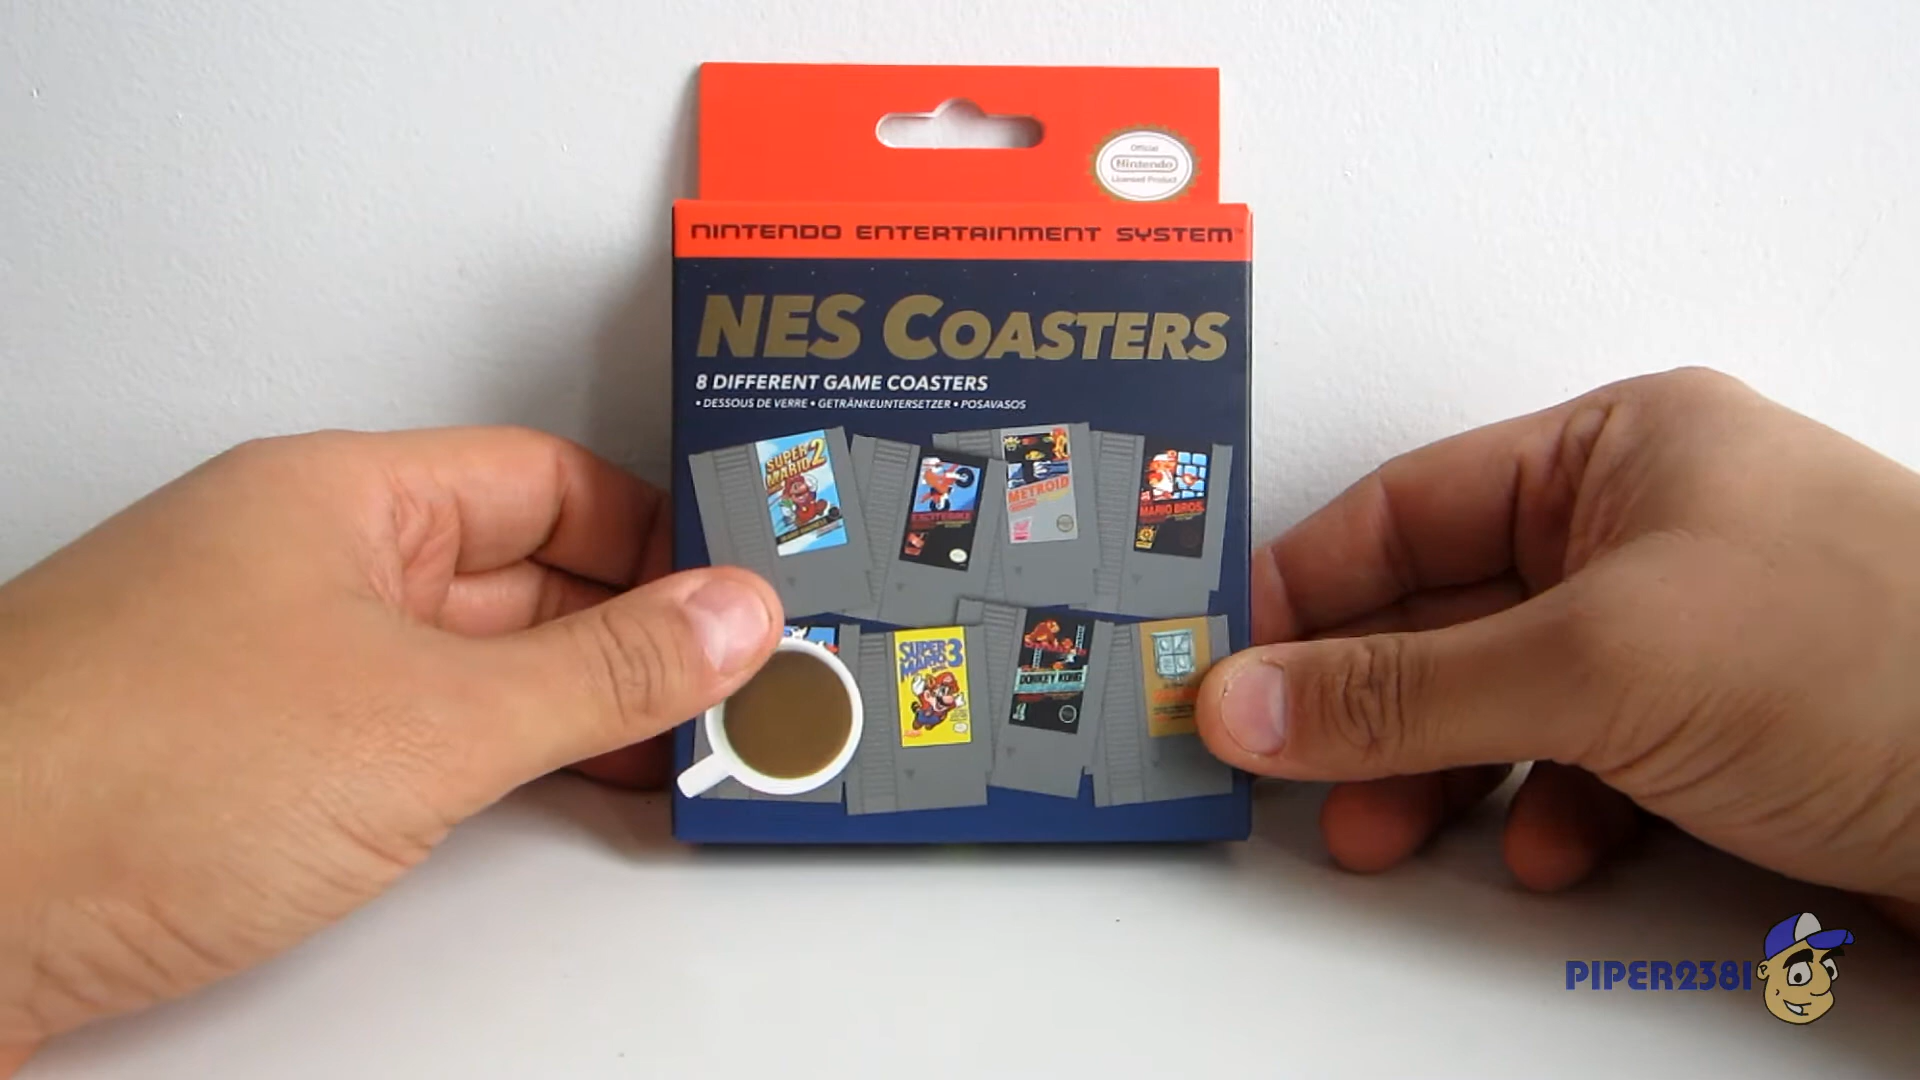 Official
Nintendo
Licensed Product
NINTENDO ENTERTAINMENT SYSTEM™
NES COASTERS
8 DIFFERENT GAME COASTERS
• DESSOUS DE VERRE • GETRÄNKEUNTERSETZER • POSAVASOS
SUPER
MARIO 2
EXCITEBIKE
METROID
MARIO BROS.
SUPER
MARIO 3
DONKEY KONG
PIPER2381